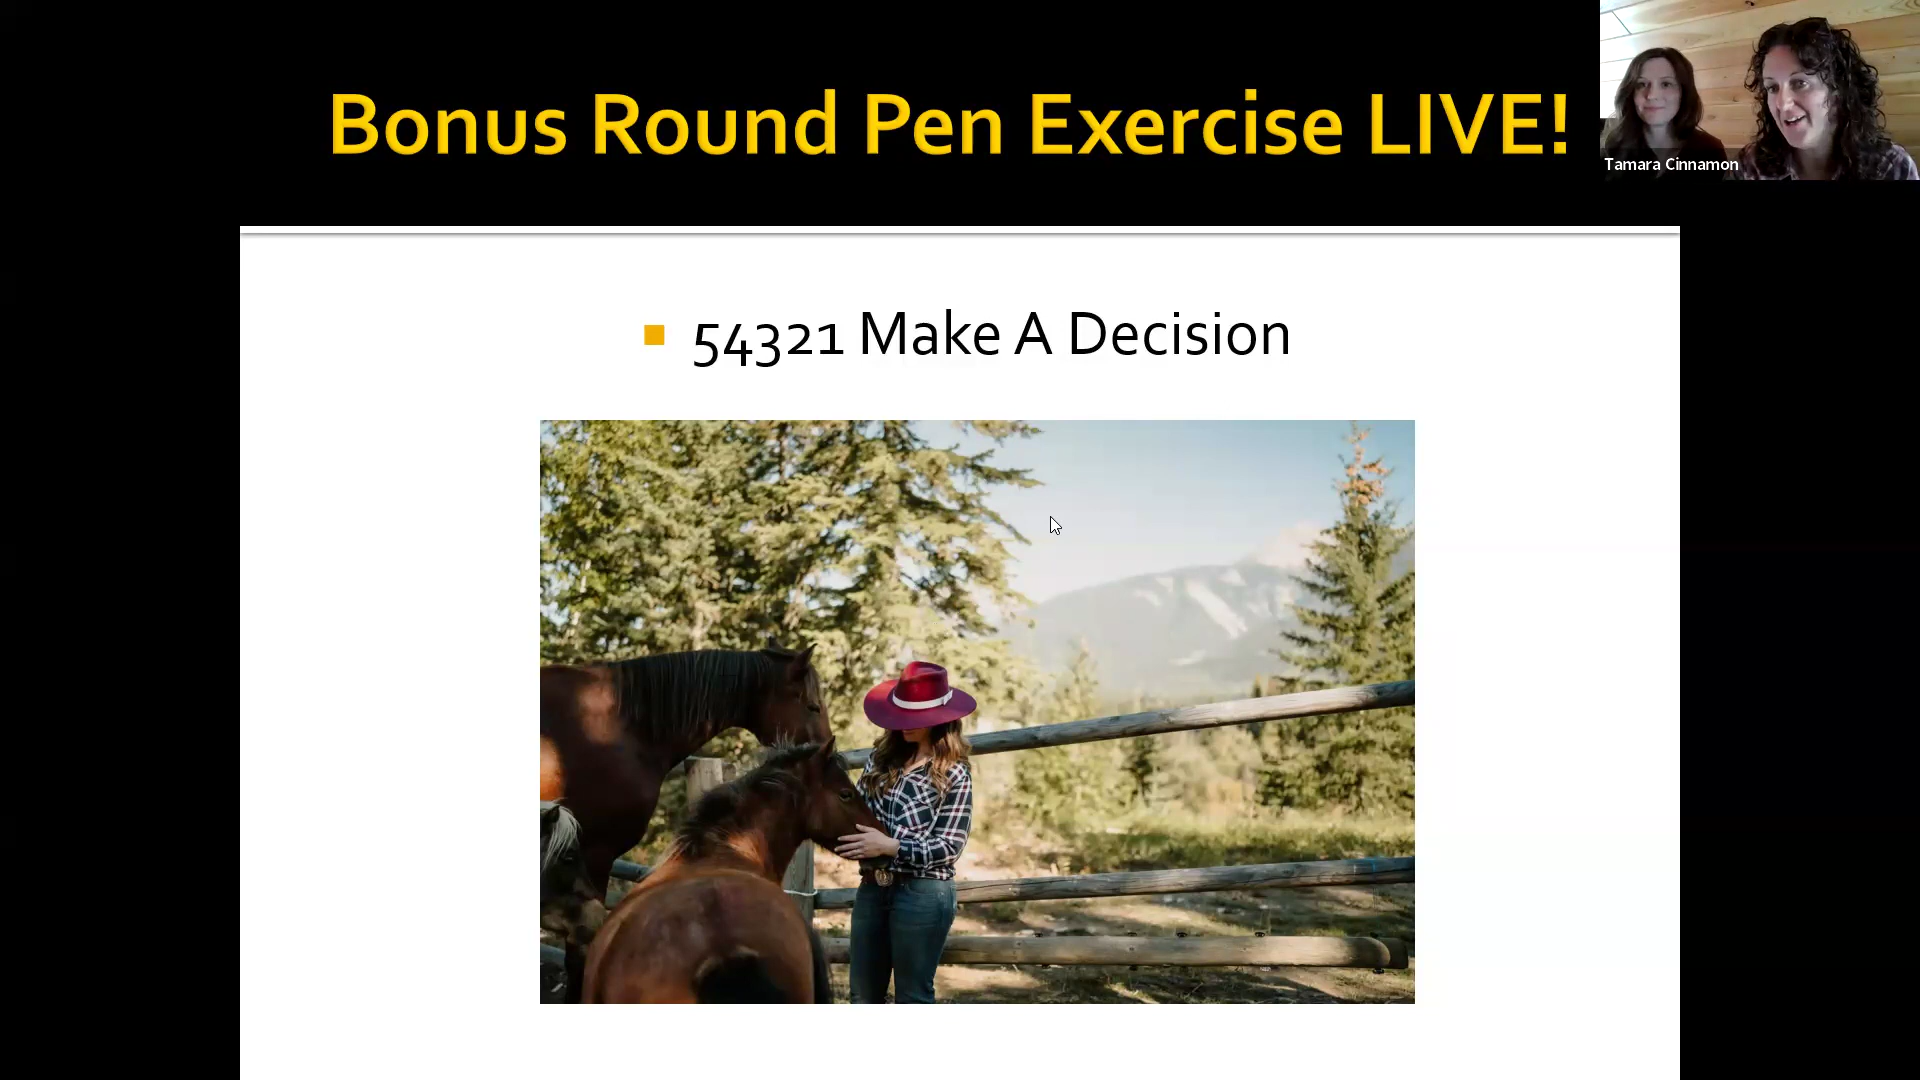 Bonus Round Pen Exercise LIVE!
Tamara Cinnamon
54321 Make A Decision